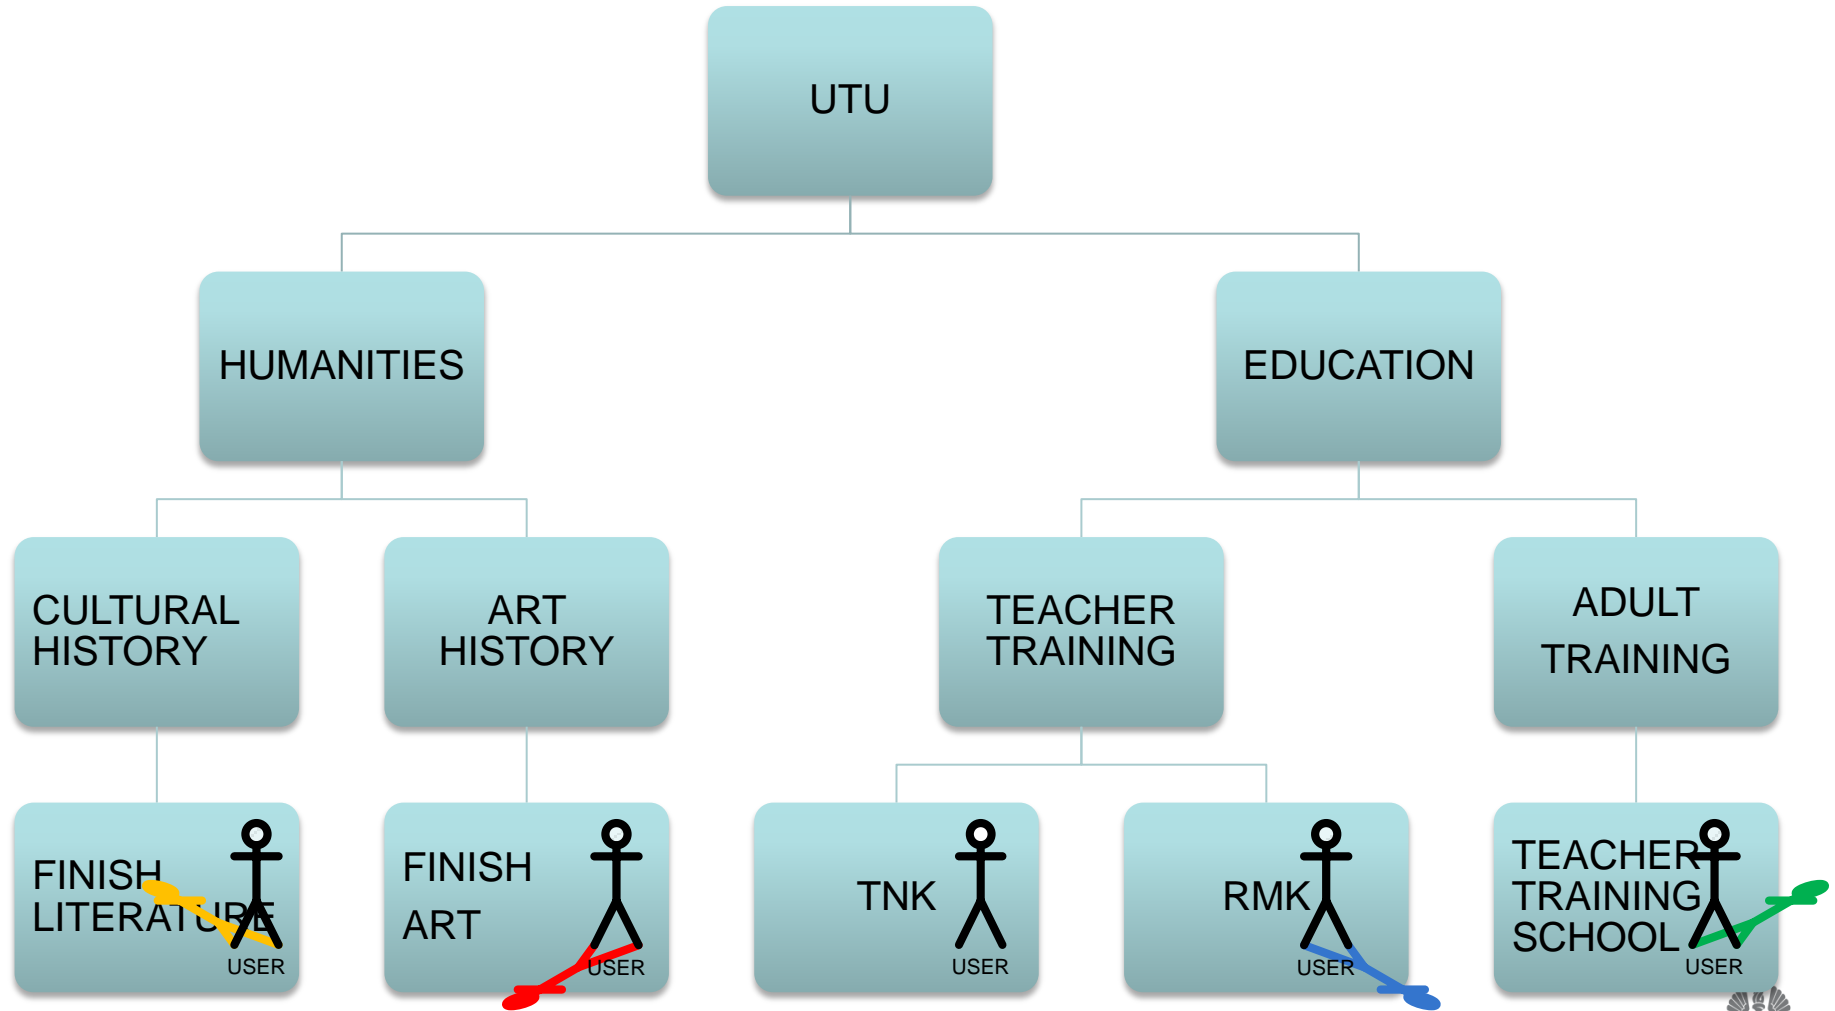 UTU
HUMANITIES
EDUCATION
CULTURAL
HISTORY
ART
HISTORY
TEACHER
TRAINING
ADULT
TRAINING
FINISH
LITERATURE
USER
FINISH
ART
USER
TNK
USER
RMK
USER
TEACHER
TRAINING
SCHOOL
USER